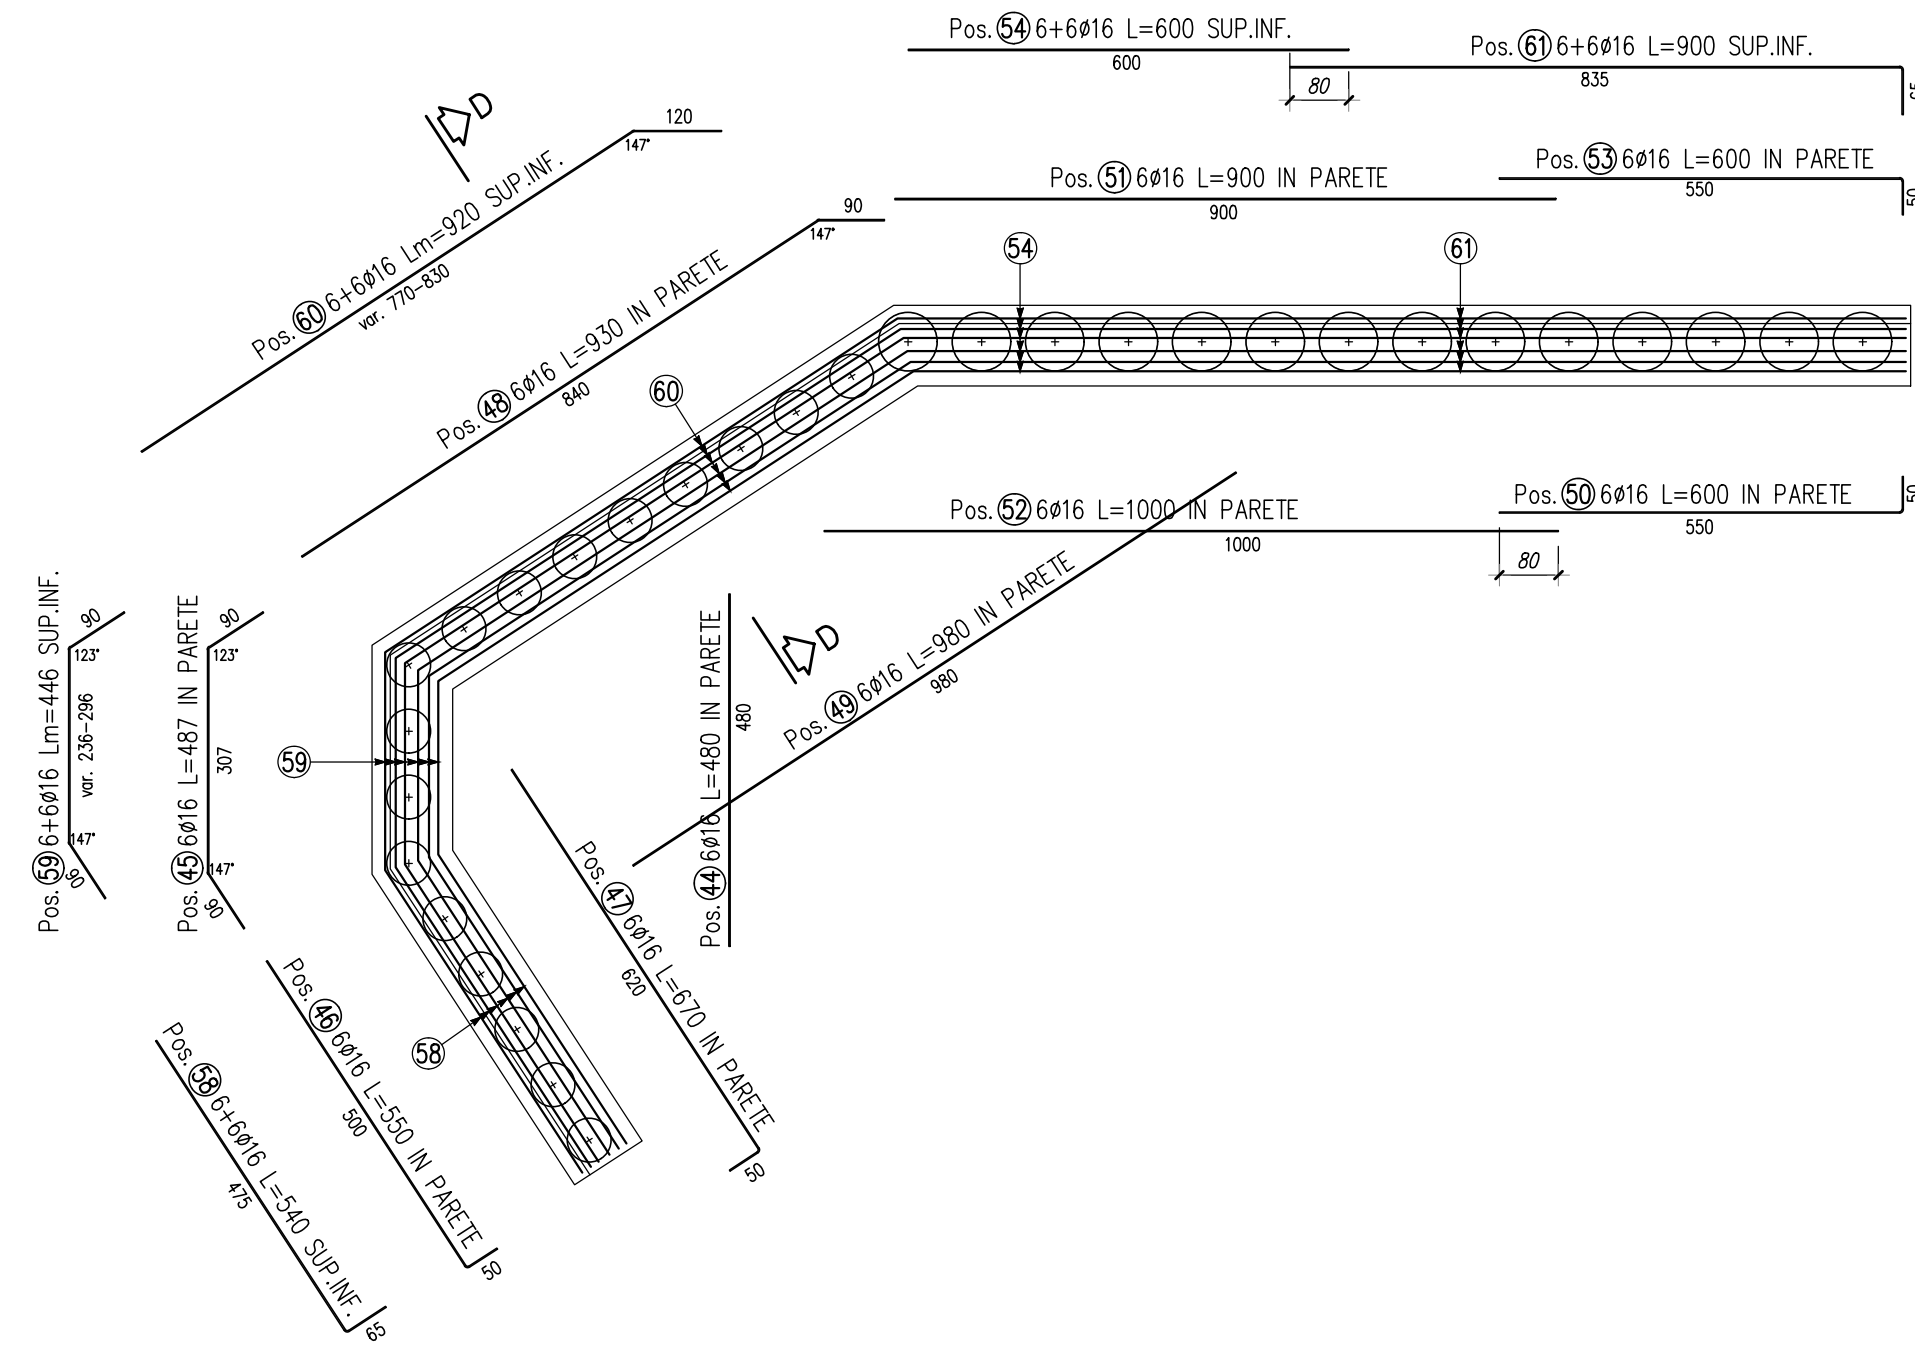 Pos. 54 6+6ø16 L=600 SUP.INF.
600
Pos. 61 6+6ø16 L=900 SUP.INF.
835
80
65
D
120
147°
Pos. 60 6+6ø16 Lm=920 SUP.INF.
var. 770-830
Pos. 53 6ø16 L=600 IN PARETE
550
50
Pos. 51 6ø16 L=900 IN PARETE
900
90
147°
Pos. 48 6ø16 L=930 IN PARETE
840
54
61
60
Pos. 52 6ø16 L=1000 IN PARETE
1000
Pos. 50 6ø16 L=600 IN PARETE
550
50
80
Pos. 49 6ø16 L=980 IN PARETE
980
D
Pos. 44 6ø16 L=480 IN PARETE
480
Pos. 59 6+6ø16 Lm=446 SUP.INF.
90
123°
var. 236-296
147°
90
Pos. 45 6ø16 L=487 IN PARETE
90
123°
307
147°
90
59
Pos. 47 6ø16 L=670 IN PARETE
620
50
58
Pos. 46 6ø16 L=550 IN PARETE
500
50
Pos. 58 6+6ø16 L=540 SUP.INF.
475
65